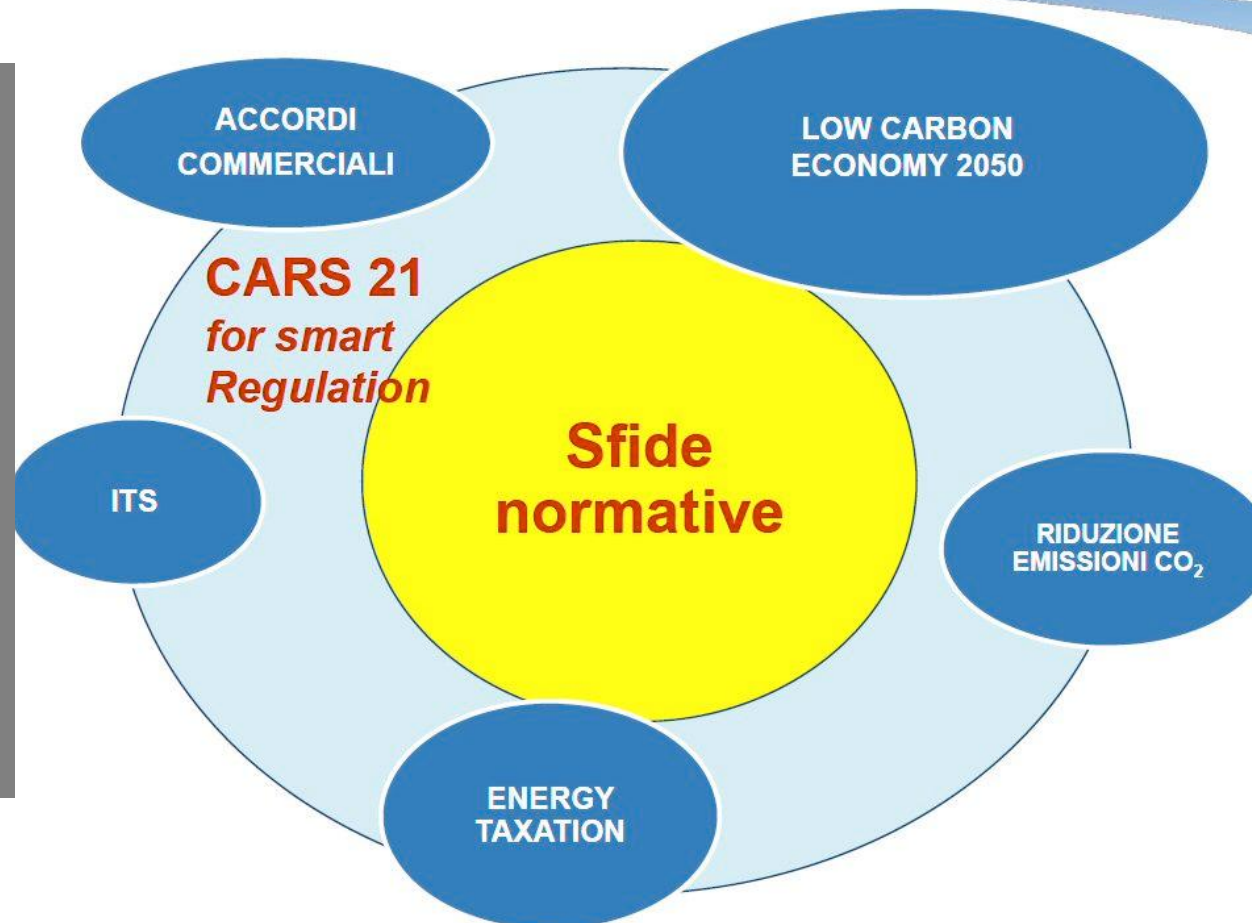 ACCORDI
COMMERCIALI
LOW CARBON
ECONOMY 2050
CARS 21
for smart
Regulation
Sfide
normative
ITS
RIDUZIONE
EMISSIONI CO₂
ENERGY
TAXATION